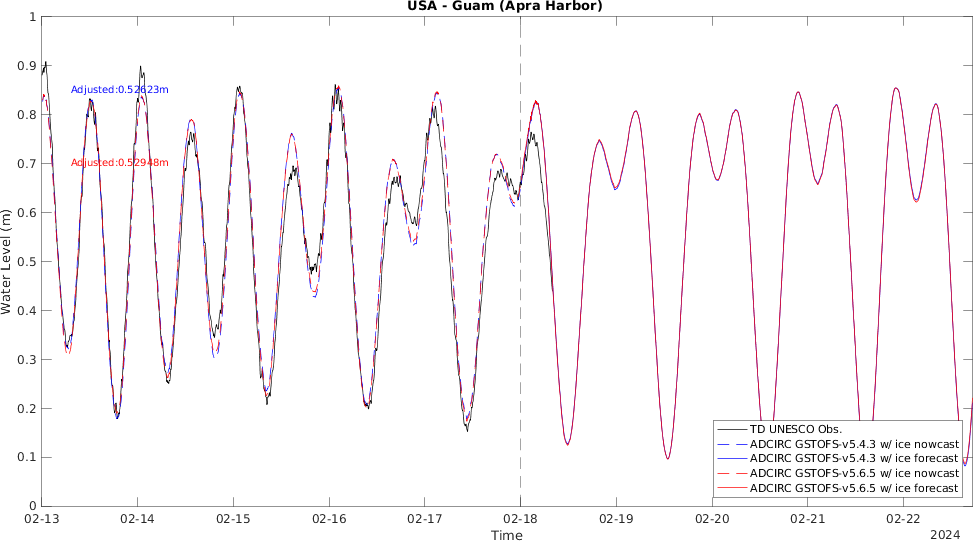 USA - Guam (Apra Harbor)
1
0.9
0.8
0.7
0.6
0.5
0.4
0.3
0.2
0.1
0
Water Level (m)
Adjusted:0.52623m
Adjusted:0.52948m
TD UNESCO Obs.
ADCIRC GSTOFS-v5.4.3 w/ ice nowcast
ADCIRC GSTOFS-v5.4.3 w/ ice forecast
ADCIRC GSTOFS-v5.6.5 w/ ice nowcast
ADCIRC GSTOFS-v5.6.5 w/ ice forecast
02-13 02-14 02-15 02-16 02-17 02-18 02-19 02-20 02-21 02-22
Time
2024